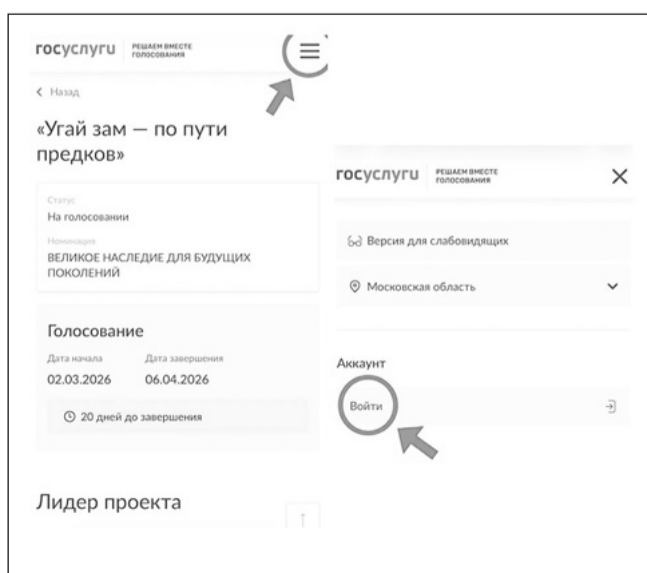 госуслуги
РЕШАЕМ ВМЕСТЕ
ГОЛОСОВАНИЯ
Назад
«Угай зам — по пути
предков»
Статус
На голосовании
Номинация
ВЕЛИКОЕ НАСЛЕДИЕ ДЛЯ БУДУЩИХ
ПОКОЛЕНИЙ
Голосование
Дата начала Дата завершения
02.03.2026 06.04.2026
20 дней до завершения
Лидер проекта
госуслуги
РЕШАЕМ ВМЕСТЕ
ГОЛОСОВАНИЯ
Версия для слабовидящих
Московская область
Аккаунт
Войти